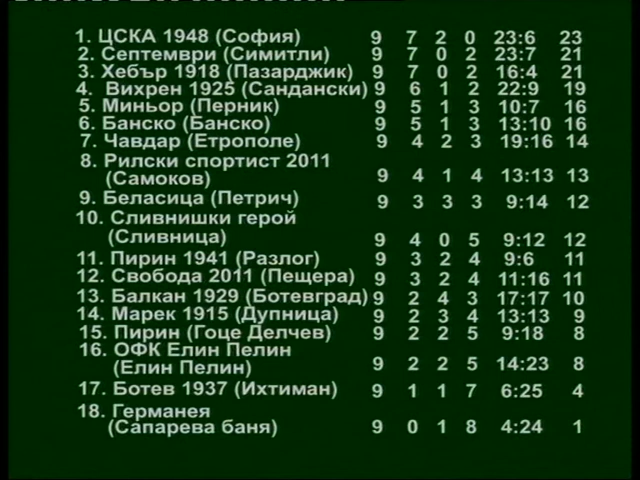 1. ЦСКА 1948 (София) 9 7 2 0 23:6 23
2. Септември (Симитли) 9 7 0 2 23:7 21
3. Хебър 1918 (Пазарджик) 9 7 0 2 16:4 21
4. Вихрен 1925 (Сандански) 9 6 1 2 22:9 19
5. Миньор (Перник) 9 5 1 3 10:7 16
6. Банско (Банско) 9 5 1 3 13:10 16
7. Чавдар (Етрополе) 9 4 2 3 19:16 14
8. Рилски спортист 2011
(Самоков) 9 4 1 4 13:13 13
9. Беласица (Петрич) 9 3 3 3 9:14 12
10. Сливнишки герой
(Сливница) 9 4 0 5 9:12 12
11. Пирин 1941 (Разлог) 9 3 2 4 9:6 11
12. Свобода 2011 (Пещера) 9 3 2 4 11:16 11
13. Балкан 1929 (Ботевград) 9 2 4 3 17:17 10
14. Марек 1915 (Дупница) 9 2 3 4 13:13 9
15. Пирин (Гоце Делчев) 9 2 2 5 9:18 8
16. ОФК Елин Пелин
(Елин Пелин) 9 2 2 5 14:23 8
17. Ботев 1937 (Ихтиман) 9 1 1 7 6:25 4
18. Германея
(Сапарева баня) 9 0 1 8 4:24 1